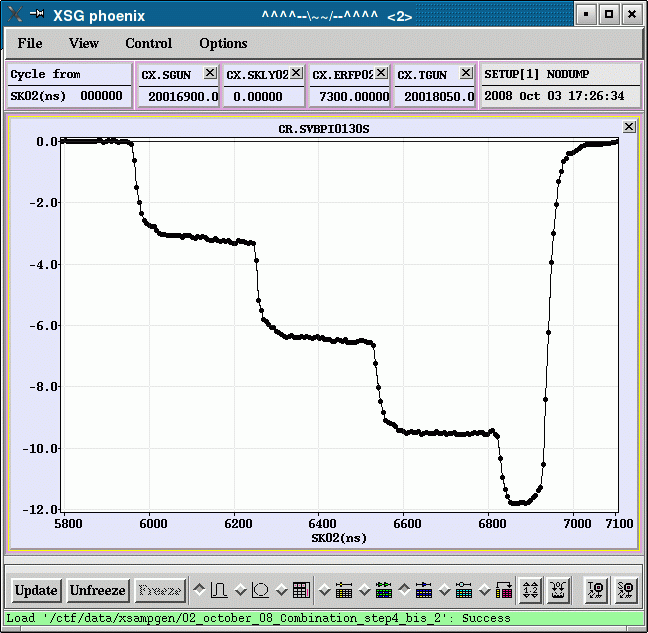 XSG phoenix ^^^^--\~~/--^^^^ <2>
File View Control Options
Cycle from
SK02(ns) 000000
CX.SGUN
20016900.0
CX.SKLY02
0.00000
CX.ERFP02
7300.00000
CX.TGUN
20018050.0
SETUP[1] NODUMP
2008 Oct 03 17:26:34
CR.SVBPI0130S
0.0
-2.0
-4.0
-6.0
-8.0
-10.0
-12.0
5800 6000 6200 6400 6600 6800 7000 7100
SK02(ns)
Update Unfreeze Freeze
Load '/ctf/data/xsampgen/02_october_08_Combination_step4_bis_2': Success